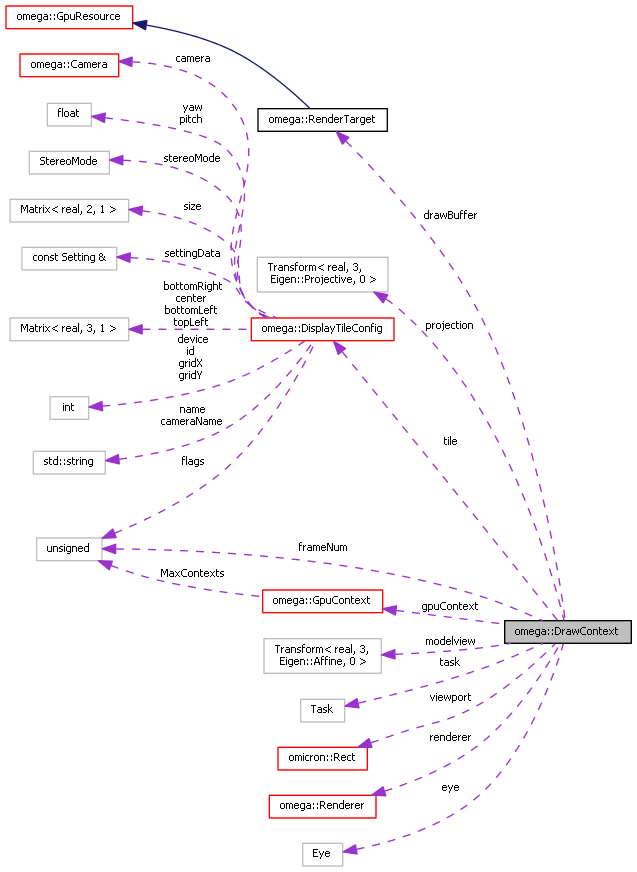 omega::GpuResource
omega::Camera
camera
float
yaw
pitch
omega::RenderTarget
StereoMode
stereoMode
Matrix< real, 2, 1 >
size
drawBuffer
const Setting &
settingData
Transform< real, 3,
Eigen::Projective, 0 >
bottomRight
center
bottomLeft
topLeft
Matrix< real, 3, 1 >
omega::DisplayTileConfig
projection
device
id
gridX
gridY
int
name
cameraName
std::string
flags
tile
unsigned
frameNum
MaxContexts
omega::GpuContext
gpuContext
omega::DrawContext
Transform< real, 3,
Eigen::Affine, 0 >
modelview
task
Task
viewport
omicron::Rect
renderer
omega::Renderer
eye
Eye